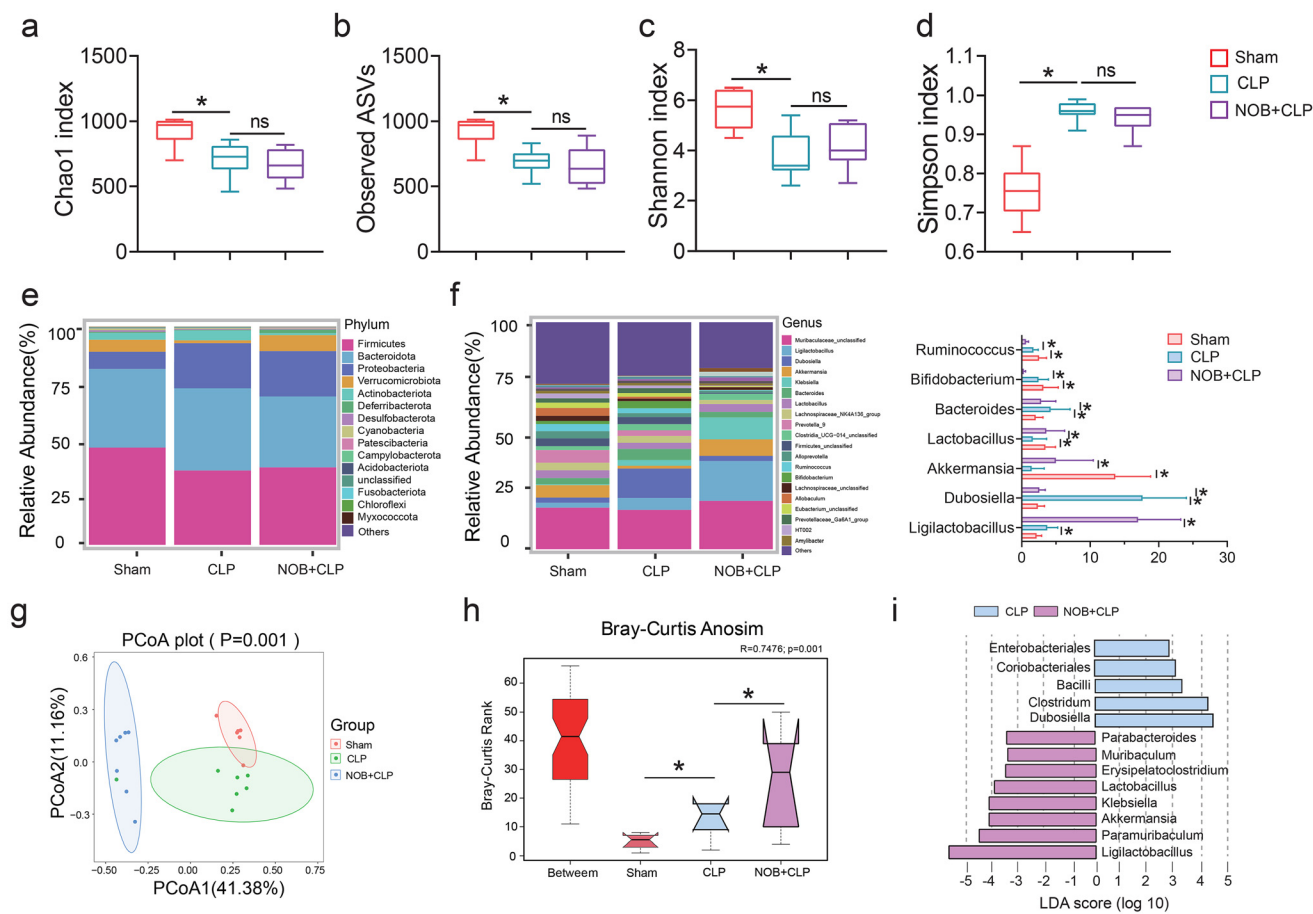 a
b
c
d
1500
1000
500
0
Chao1 index
*
ns
1500
1000
500
0
Observed ASVs
*
ns
8
6
4
2
0
Shannon index
*
ns
1.1
1.0
0.9
0.8
0.7
0.6
Simpson index
*
ns
Sham
CLP
NOB+CLP
e
Relative Abundance(%)
100
75
50
25
0
Sham
CLP
NOB+CLP
Phylum
Firmicutes
Bacteroidota
Proteobacteria
Verrucomicrobiota
Actinobacteriota
Deferribacterota
Desulfobacterota
Cyanobacteria
Patescibacteria
Campylobacterota
Acidobacteriota
unclassified
Fusobacteriota
Chloroflexi
Myxococcota
Others
f
Relative Abundance(%)
100
75
50
25
0
Sham
CLP
NOB+CLP
Genus
Muribaculaceae_unclassified
Ligilactobacillus
Dubosiella
Akkermansia
Klebsiella
Bacteroides
Lactobacillus
Lachnospiraceae_NK4A136_group
Prevotella_9
Clostridia_UCG-014_unclassified
Firmicutes_unclassified
Alloprevotella
Ruminococcus
Bifidobacterium
Lachnospiraceae_unclassified
Allobaculum
Eubacterium_unclassified
Prevotellaceae_Ga6A1_group
HT002
Amylibacter
Others
Sham
CLP
NOB+CLP
Ruminococcus
Bifidobacterium
Bacteroides
Lactobacillus
Akkermansia
Dubosiella
Ligilactobacillus
* *
* *
* *
* *
* *
* *
* *
0 10 20 30
g
PCoA plot ( P=0.001 )
PCoA2(11.16%)
0.6
0.3
0.0
−0.3
−0.50 −0.25 0.00 0.25 0.50 0.75
PCoA1(41.38%)
Group
Sham
CLP
NOB+CLP
h
Bray-Curtis Anosim
R=0.7476; p=0.001
Bray-Curtis Rank
60
50
40
30
20
10
0
*
*
Betweem
Sham
CLP
NOB+CLP
i
CLP
NOB+CLP
Enterobacteriales
Coriobacteriales
Bacilli
Clostridum
Dubosiella
Parabacteroides
Muribaculum
Erysipelatoclostridium
Lactobacillus
Klebsiella
Akkermansia
Paramuribaculum
Ligilactobacillus
-5 -4 -3 -2 -1 0 1 2 3 4 5
LDA score (log 10)